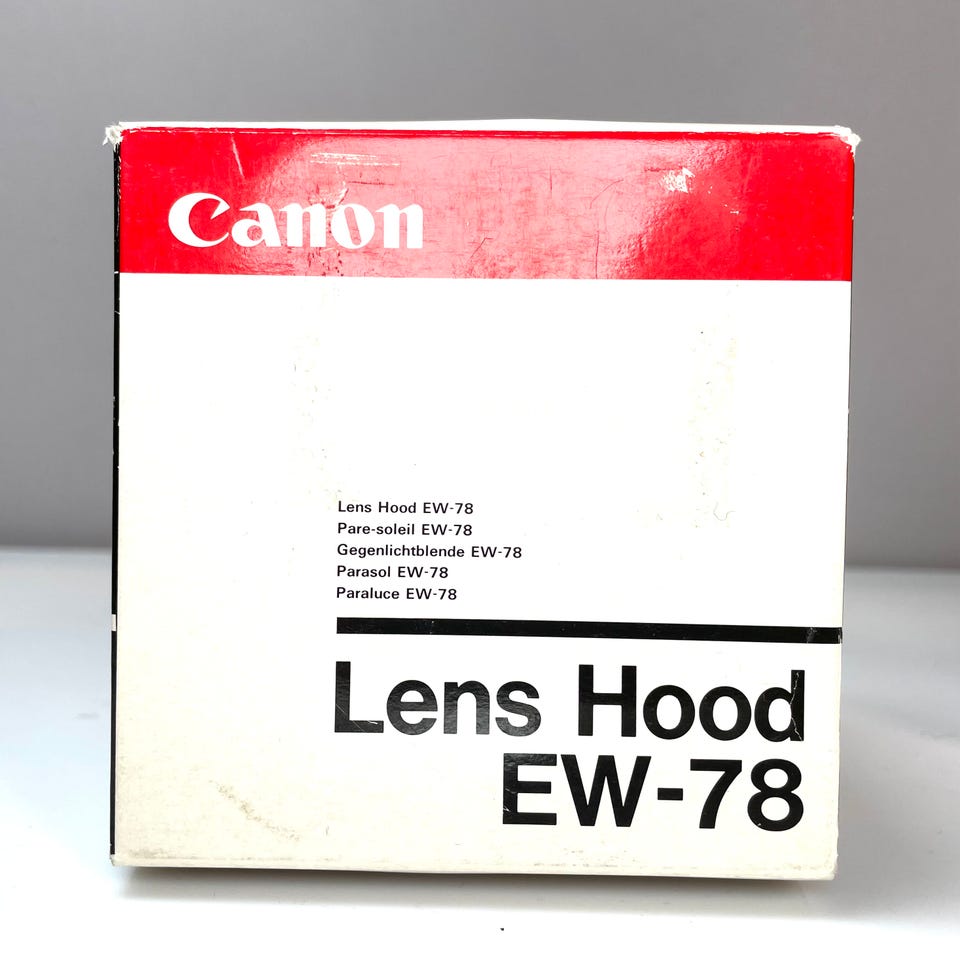 Canon
Lens Hood EW-78
Pare-soleil EW-78
Gegenlichtblende EW-78
Parasol EW-78
Paraluce EW-78
Lens Hood
EW-78